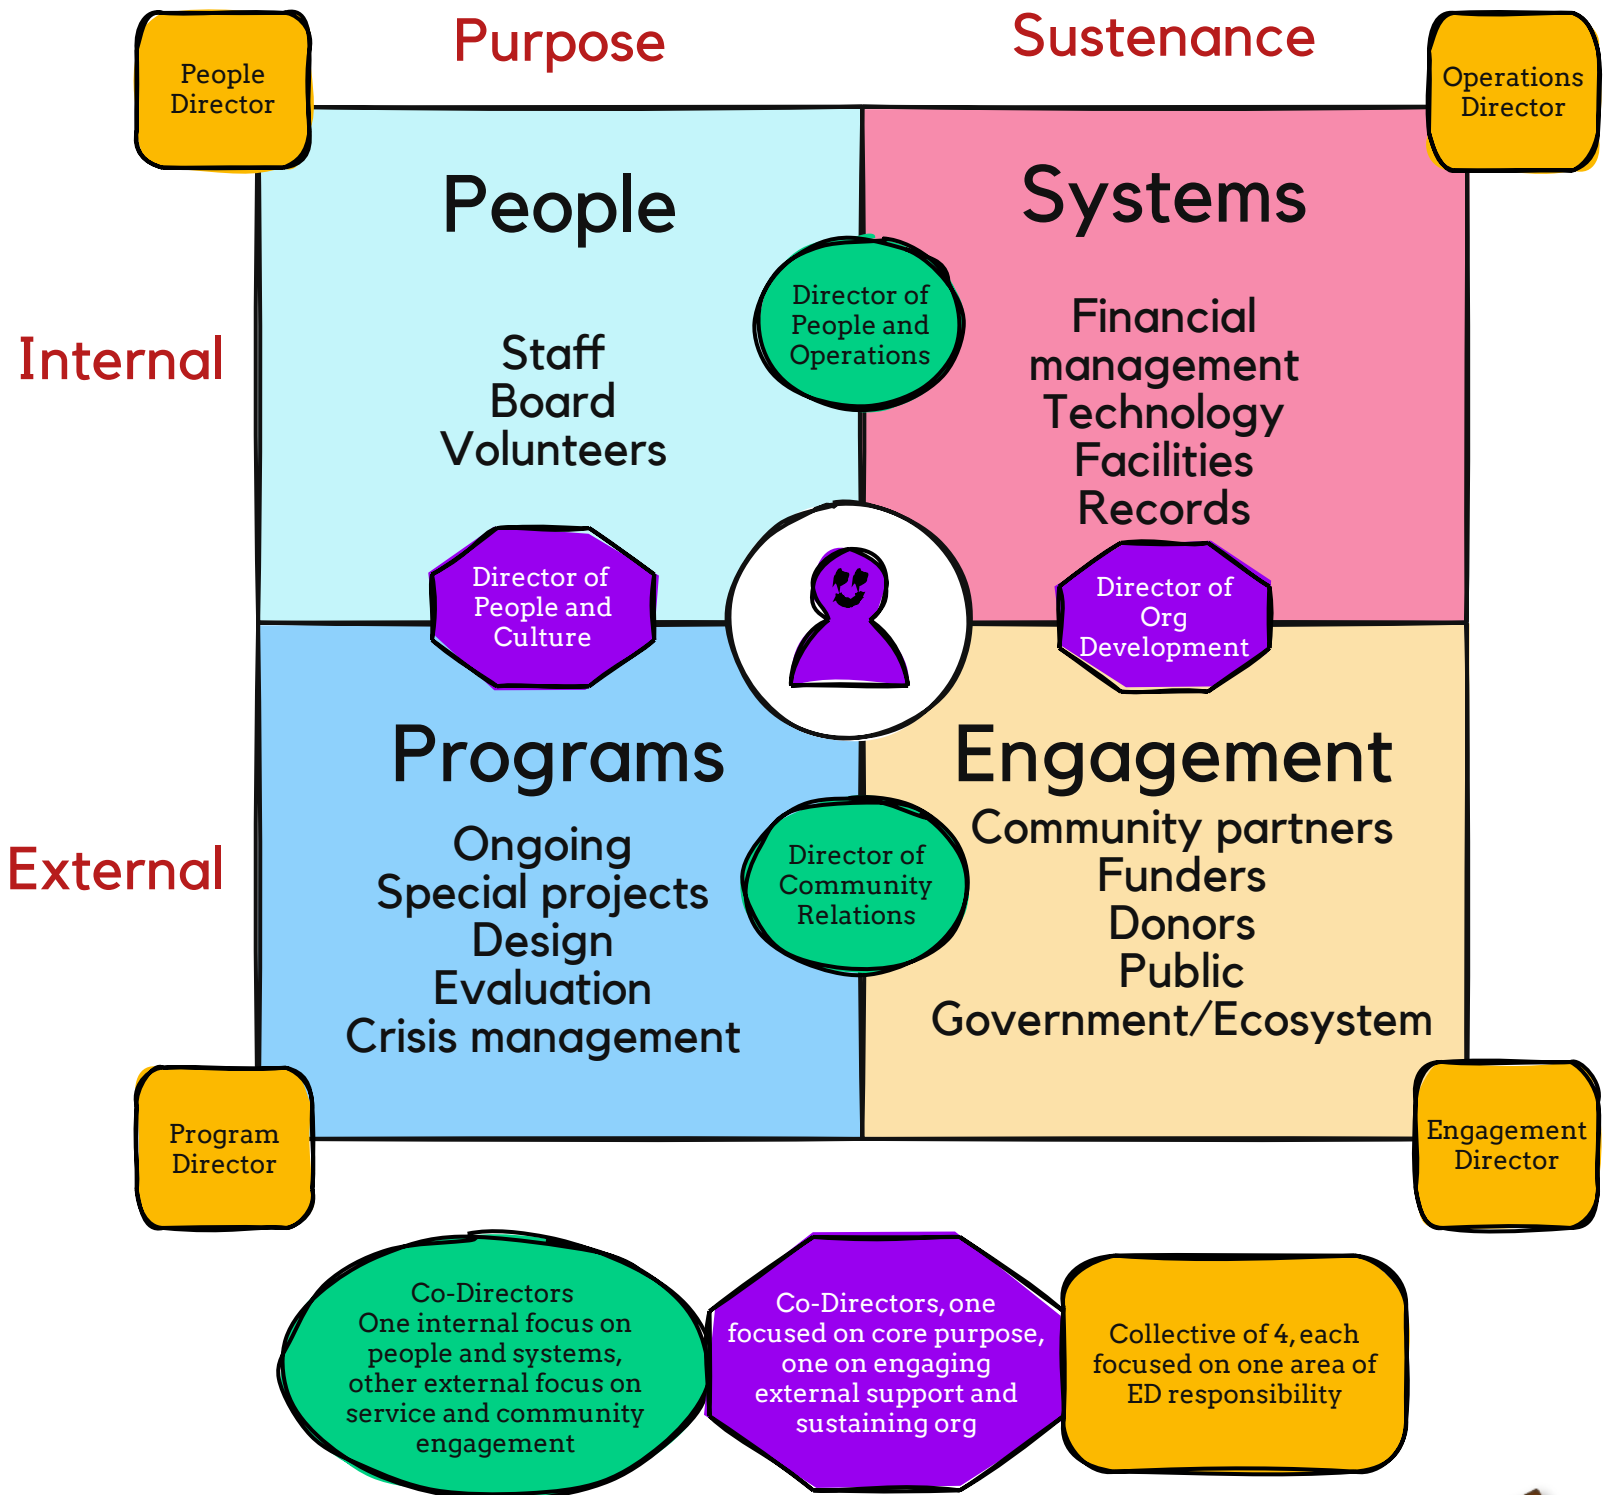 Purpose
Sustenance
People
Director
Operations
Director
People
Systems
Director of
People and
Operations
Internal
Staff
Board
Volunteers
Financial
management
Technology
Facilities
Records
Director of
People and
Culture
Director of
Org
Development
Programs
Engagement
External
Ongoing
Special projects
Design
Evaluation
Crisis management
Director of
Community
Relations
Community partners
Funders
Donors
Public
Government/Ecosystem
Program
Director
Engagement
Director
Co-Directors
One internal focus on
people and systems,
other external focus on
service and community
engagement
Co-Directors, one
focused on core purpose,
one on engaging
external support and
sustaining org
Collective of 4, each
focused on one area of
ED responsibility